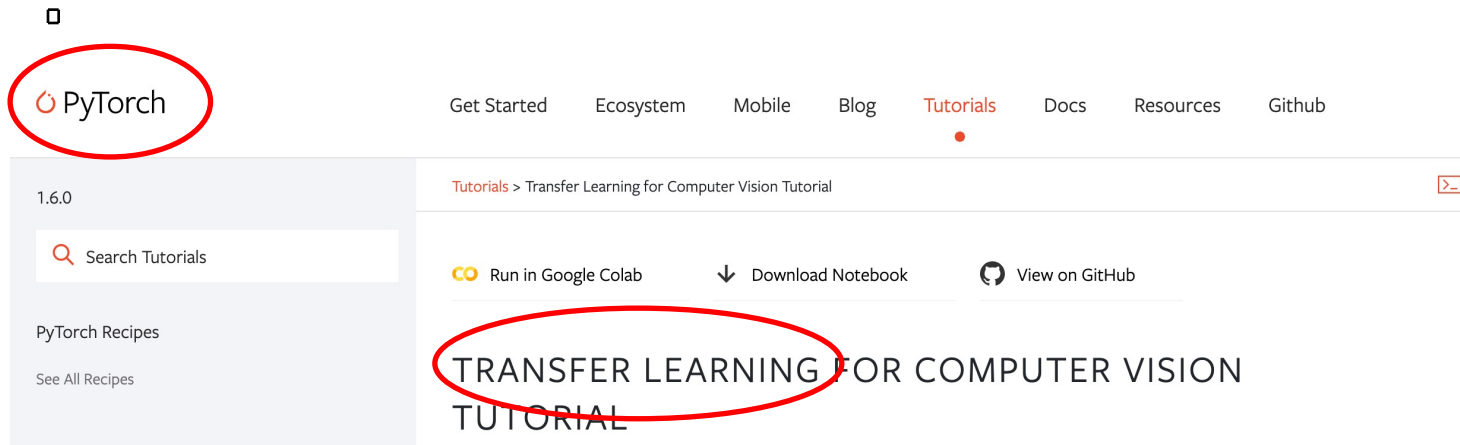 PyTorch
Get Started Ecosystem Mobile Blog Tutorials Docs Resources Github
1.6.0
Search Tutorials
PyTorch Recipes
See All Recipes
Tutorials > Transfer Learning for Computer Vision Tutorial
Run in Google Colab Download Notebook View on GitHub
TRANSFER LEARNING FOR COMPUTER VISION
TUTORIAL